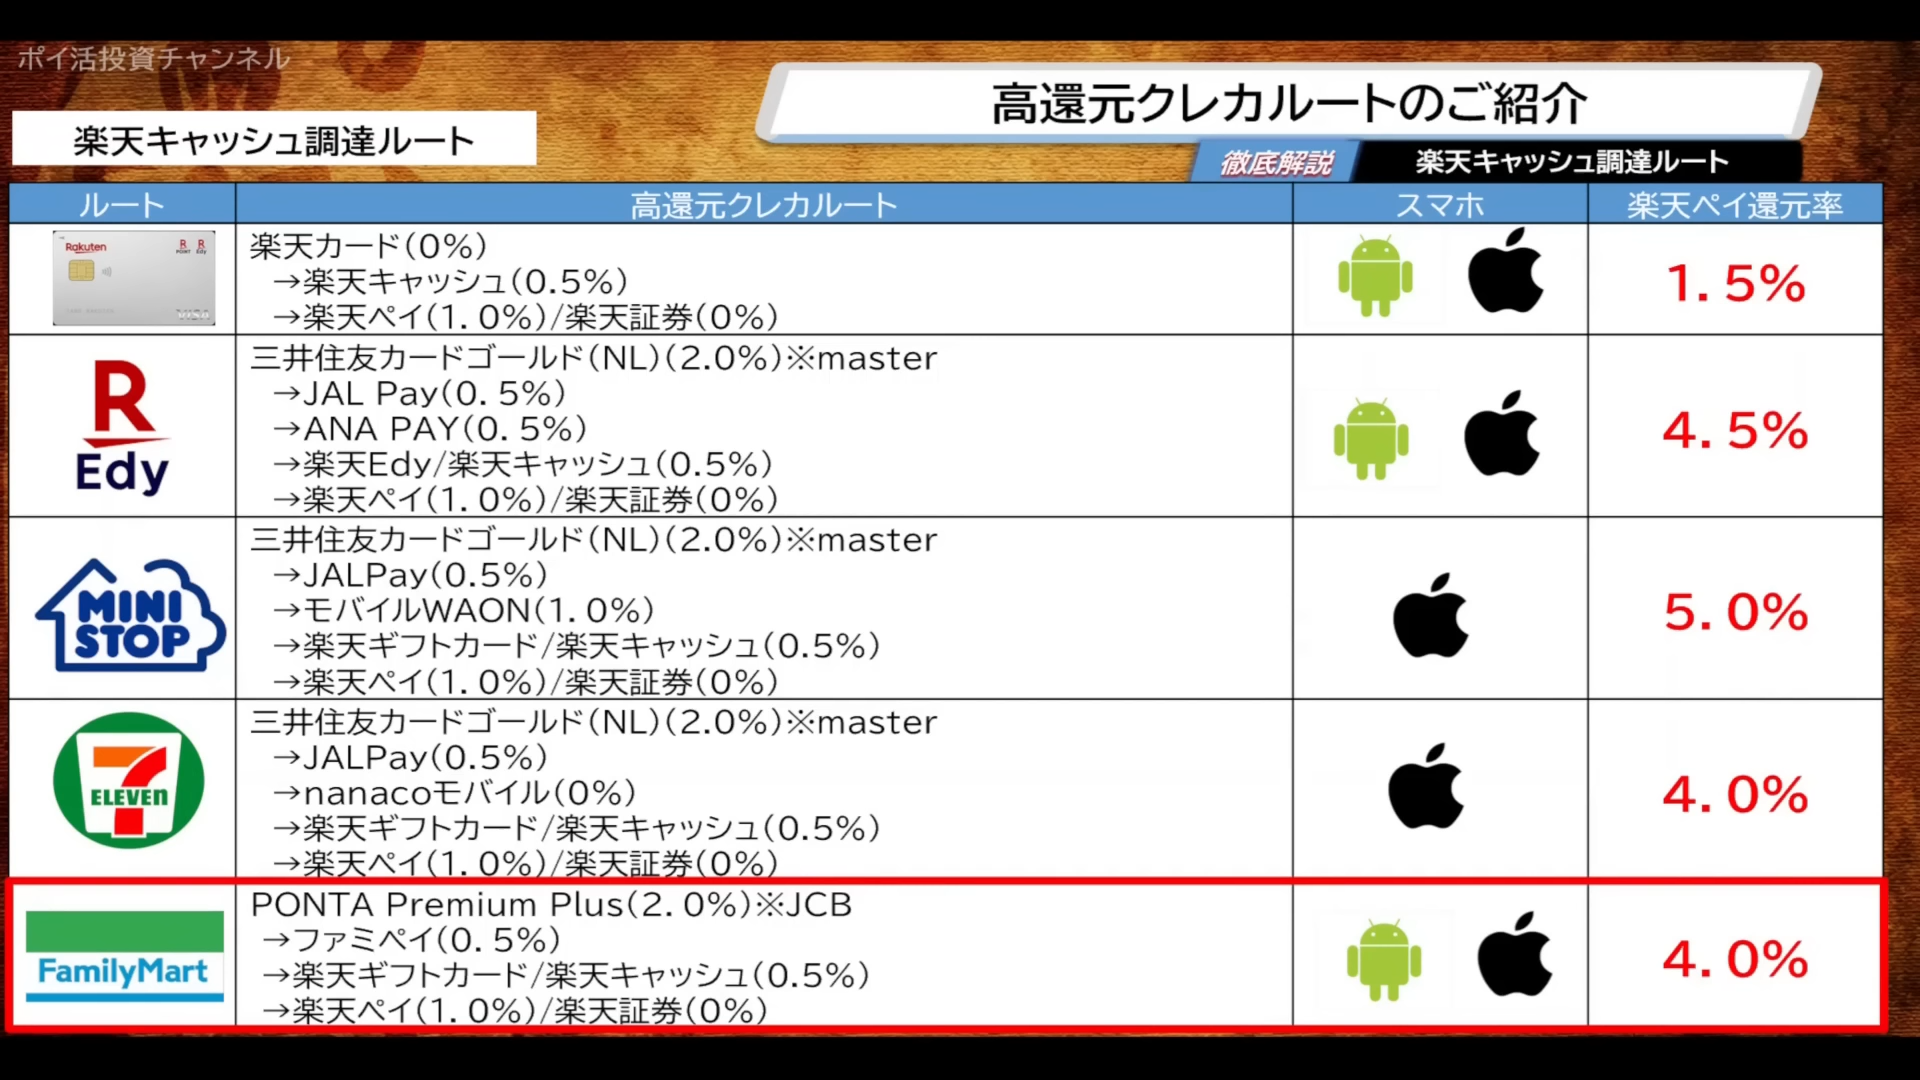 ポイ活投資チャンネル
高還元クレカルートのご紹介
楽天キャッシュ調達ルート
徹底解説 楽天キャッシュ調達ルート
ルート 高還元クレカルート スマホ 楽天ペイ還元率
Rakuten
R POINT R Edy
VISA
楽天カード(0%)
→楽天キャッシュ(0.5%)
→楽天ペイ(1.0%)/楽天証券(0%)
1.5%
R
Edy
三井住友カードゴールド(NL)(2.0%)※master
→JAL Pay(0.5%)
→ANA PAY(0.5%)
→楽天Edy/楽天キャッシュ(0.5%)
→楽天ペイ(1.0%)/楽天証券(0%)
4.5%
MINI
STOP
三井住友カードゴールド(NL)(2.0%)※master
→JALPay(0.5%)
→モバイルWAON(1.0%)
→楽天ギフトカード/楽天キャッシュ(0.5%)
→楽天ペイ(1.0%)/楽天証券(0%)
5.0%
7
ELEVEN
三井住友カードゴールド(NL)(2.0%)※master
→JALPay(0.5%)
→nanacoモバイル(0%)
→楽天ギフトカード/楽天キャッシュ(0.5%)
→楽天ペイ(1.0%)/楽天証券(0%)
4.0%
FamilyMart
PONTA Premium Plus(2.0%)※JCB
→ファミペイ(0.5%)
→楽天ギフトカード/楽天キャッシュ(0.5%)
→楽天ペイ(1.0%)/楽天証券(0%)
4.0%